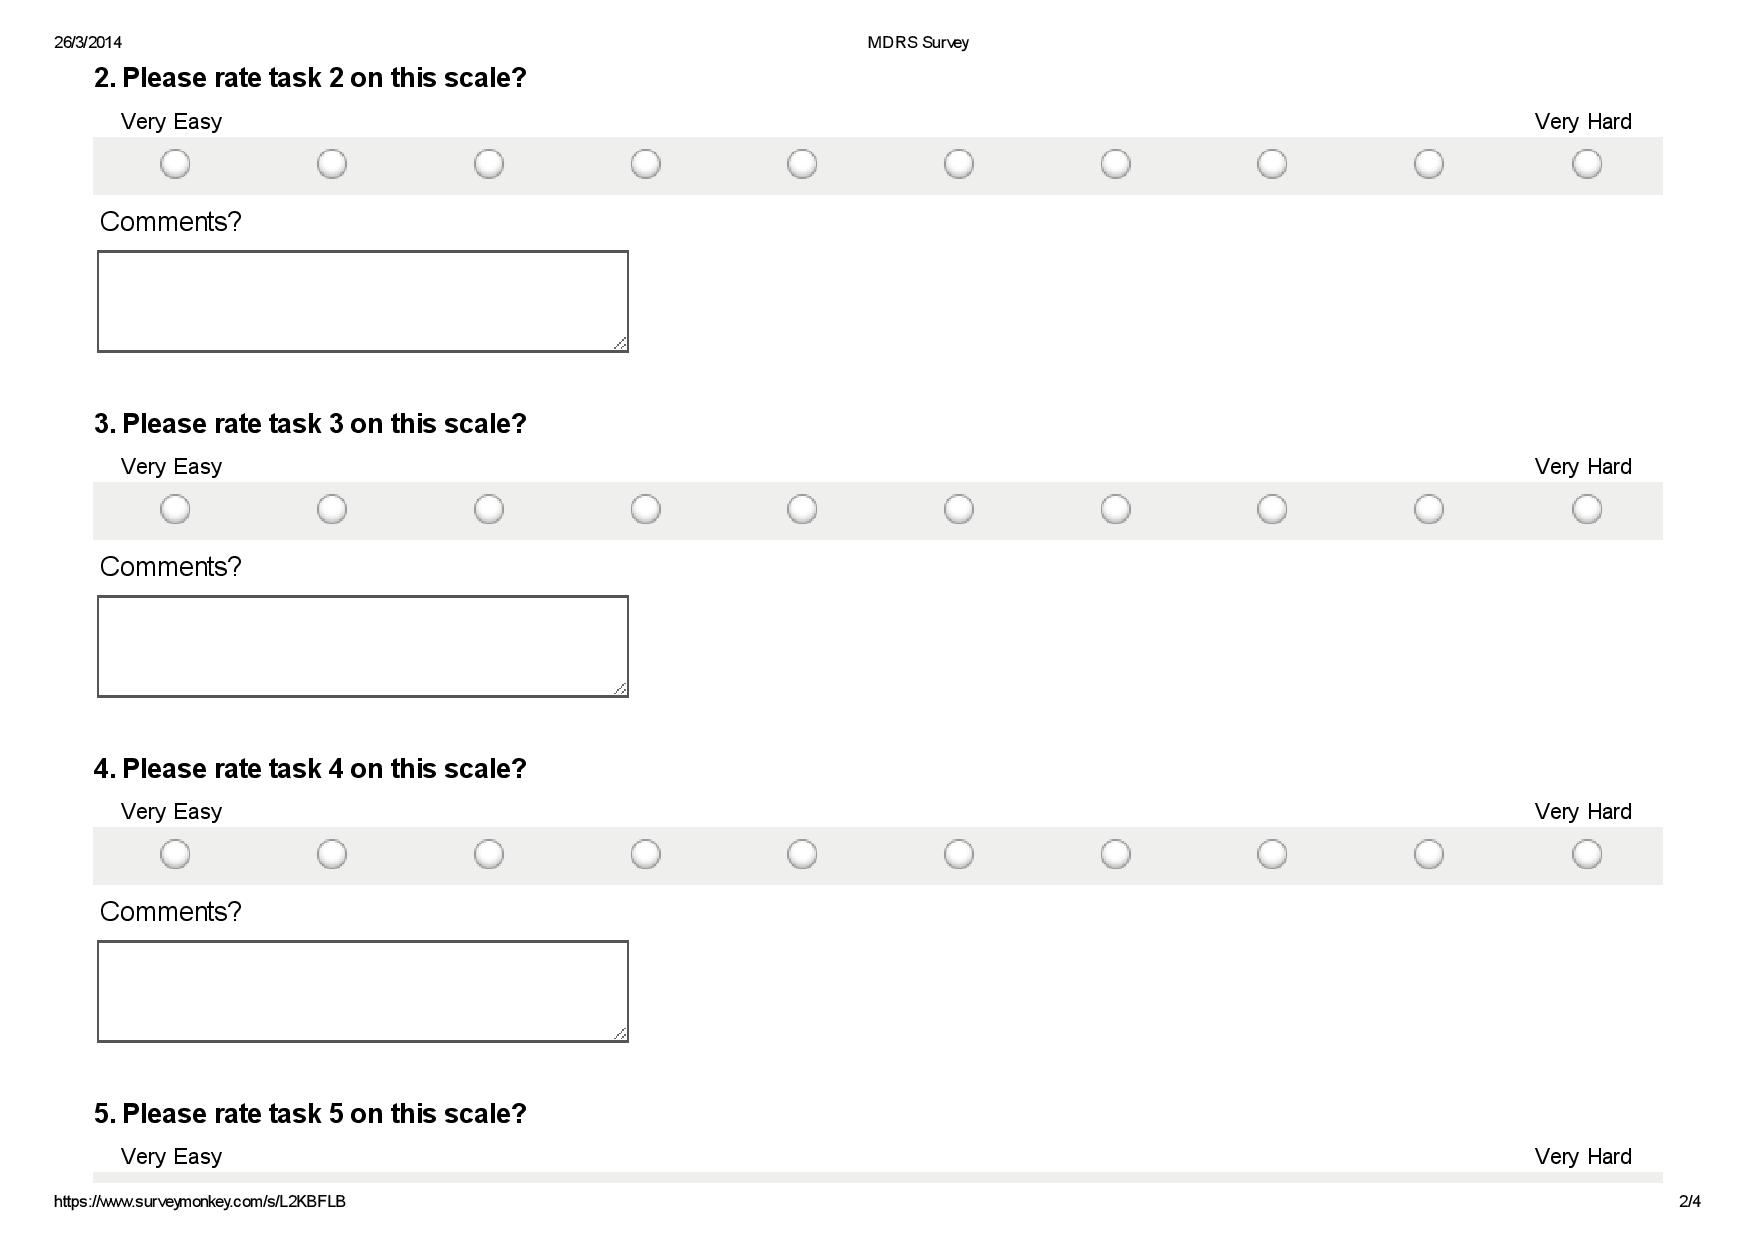 26/3/2014 MDRS Survey
2. Please rate task 2 on this scale?
Very Easy Very Hard
Comments?
3. Please rate task 3 on this scale?
Very Easy Very Hard
Comments?
4. Please rate task 4 on this scale?
Very Easy Very Hard
Comments?
5. Please rate task 5 on this scale?
Very Easy Very Hard
https://www.surveymonkey.com/s/L2KBFLB 2/4